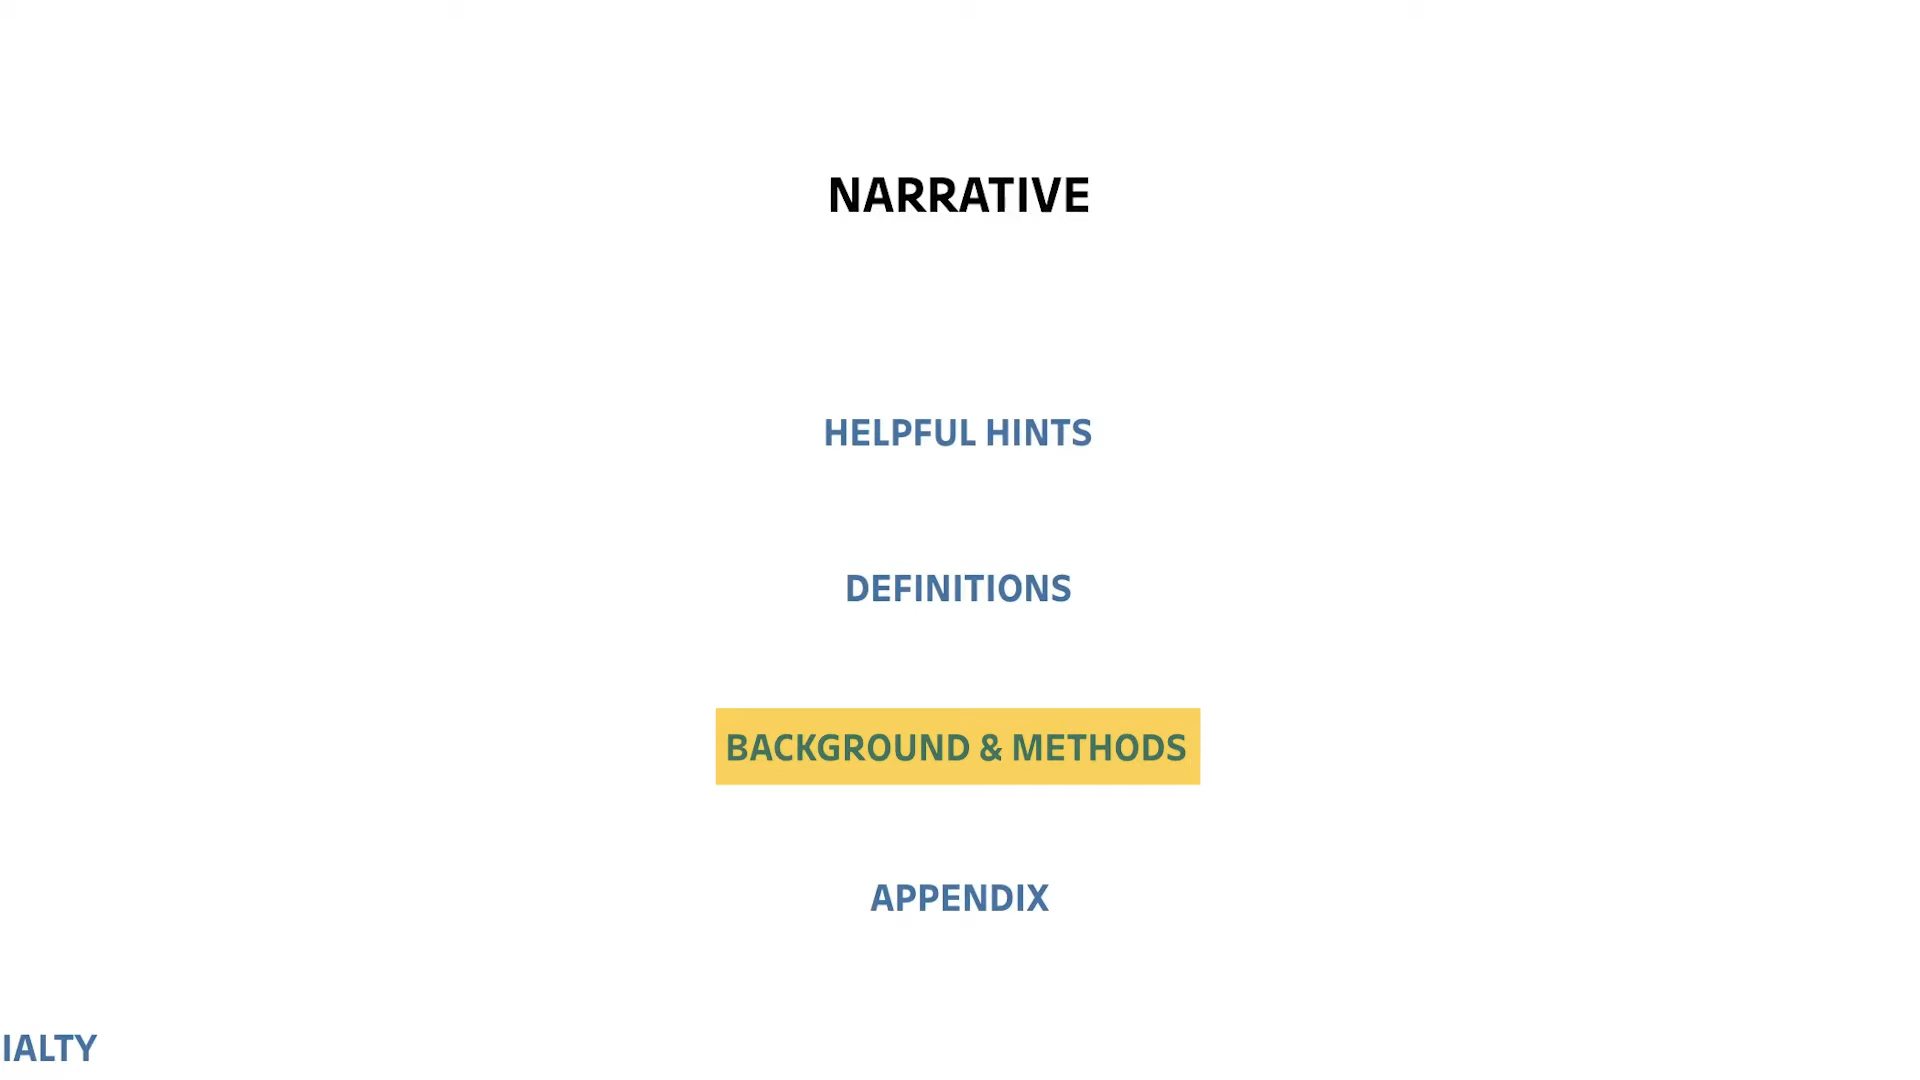 NARRATIVE
HELPFUL HINTS
DEFINITIONS
BACKGROUND & METHODS
APPENDIX
IALTY